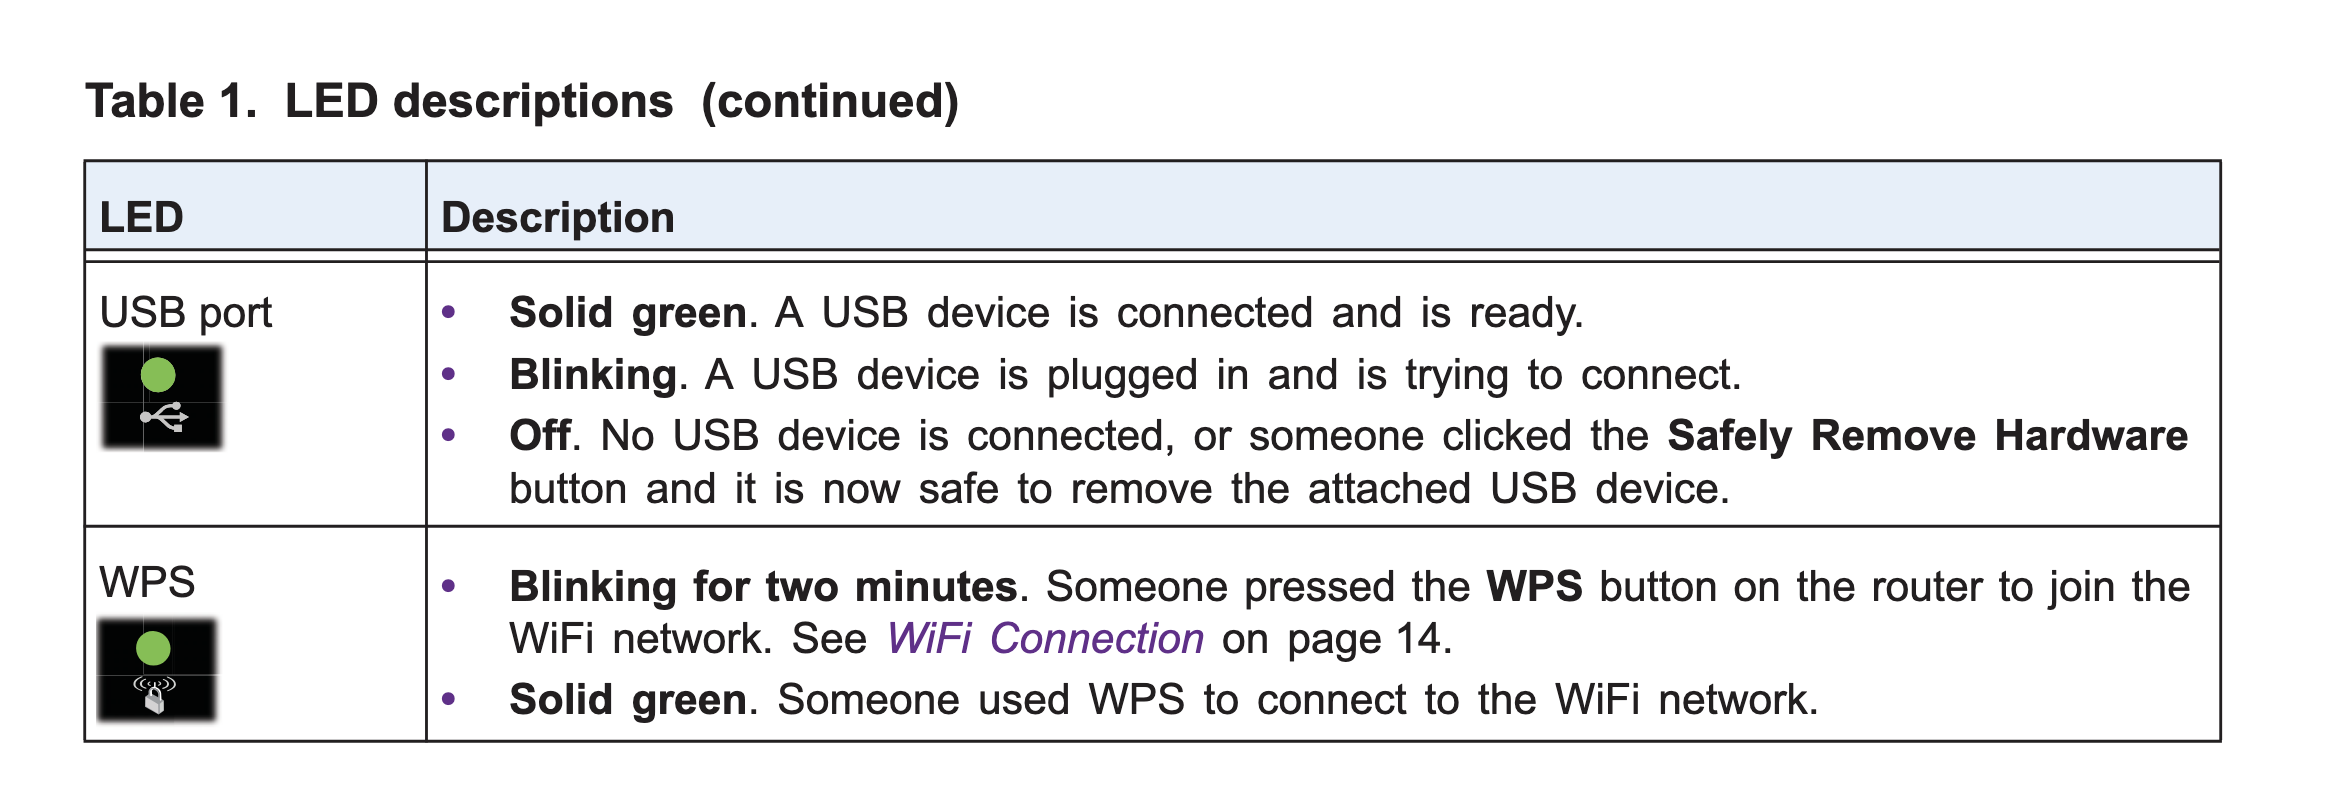 Table 1. LED descriptions (continued)
LED
Description
USB port
• Solid green. A USB device is connected and is ready.
• Blinking. A USB device is plugged in and is trying to connect.
• Off. No USB device is connected, or someone clicked the Safely Remove Hardware
button and it is now safe to remove the attached USB device.
WPS
• Blinking for two minutes. Someone pressed the WPS button on the router to join the
WiFi network. See WiFi Connection on page 14.
• Solid green. Someone used WPS to connect to the WiFi network.